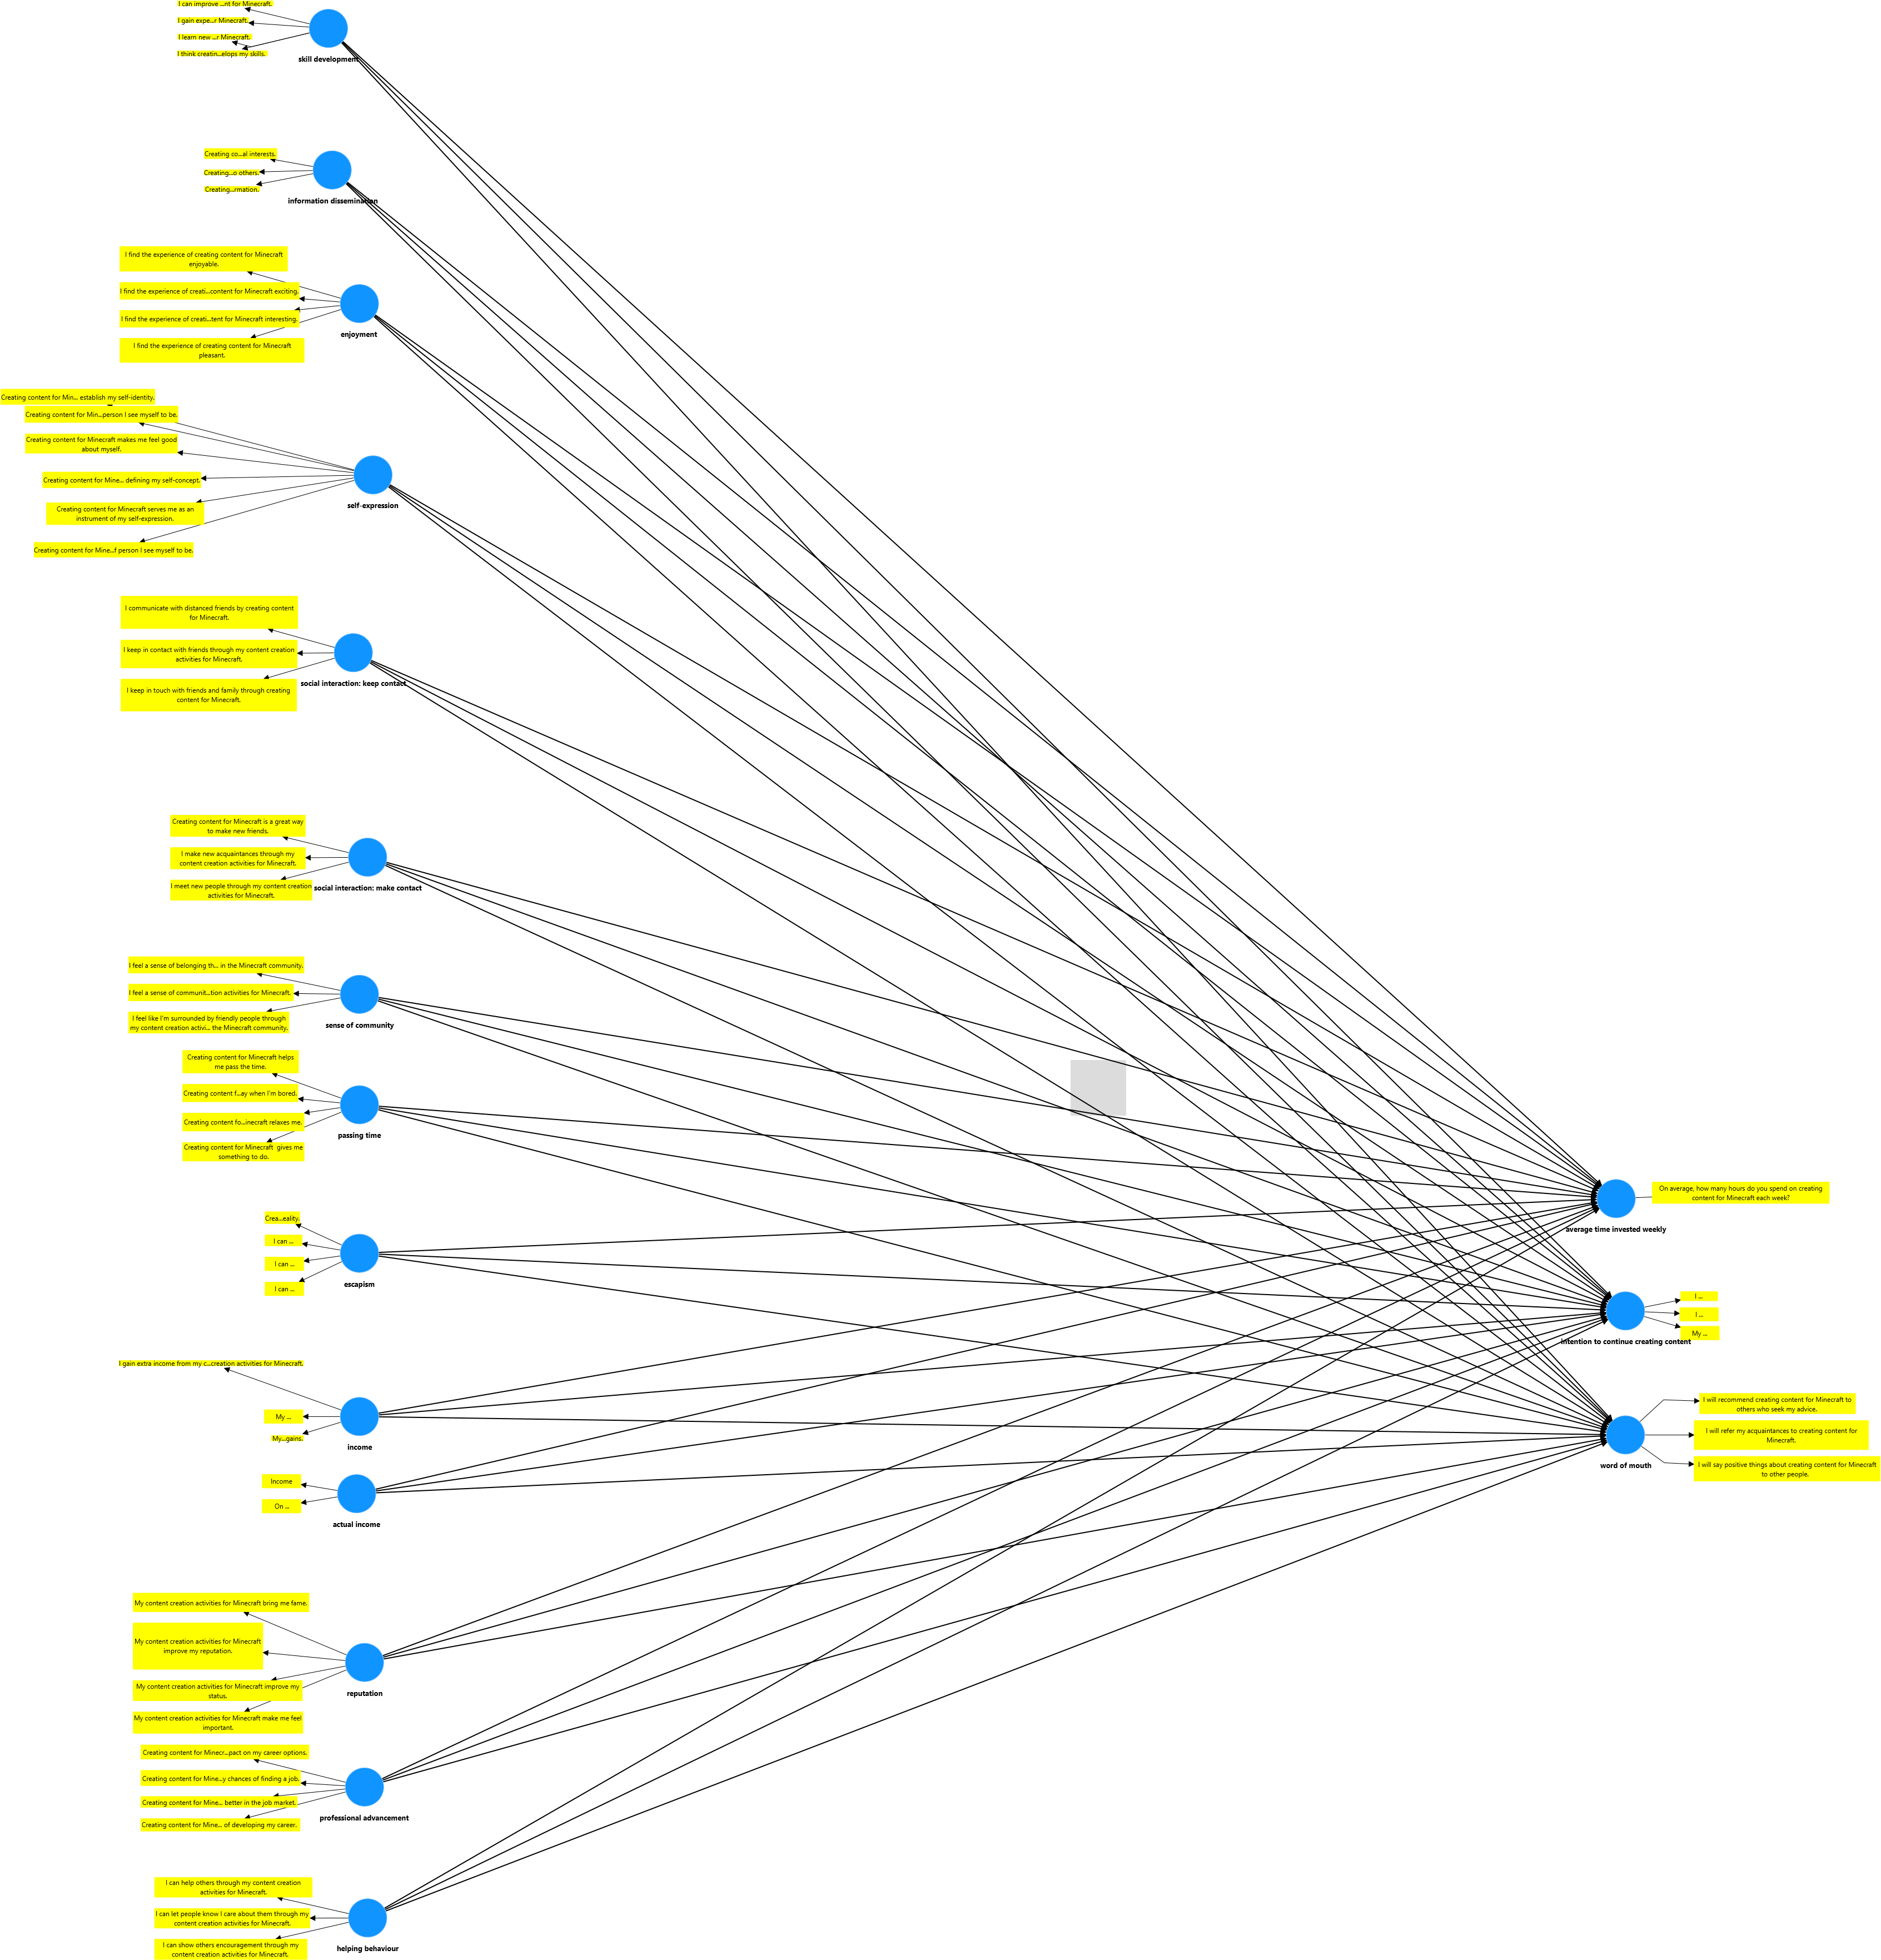 I can improve ...nt for Minecraft.
I gain expe...r Minecraft.
I learn new ...r Minecraft.
I think creatin...elops my skills.
skill development
Creating co...al interests.
Creating...o others.
Creating...rmation.
information dissemination
I find the experience of creating content for Minecraft
enjoyable.
I find the experience of creati...content for Minecraft exciting.
I find the experience of creati...tent for Minecraft interesting.
I find the experience of creating content for Minecraft
pleasant.
enjoyment
Creating content for Min... establish my self-identity.
Creating content for Min...person I see myself to be.
Creating content for Minecraft makes me feel good
about myself.
Creating content for Mine... defining my self-concept.
Creating content for Minecraft serves me as an
instrument of my self-expression.
Creating content for Mine...f person I see myself to be.
self-expression
I communicate with distanced friends by creating content
for Minecraft.
I keep in contact with friends through my content creation
activities for Minecraft.
I keep in touch with friends and family through creating
content for Minecraft.
social interaction: keep contact
Creating content for Minecraft is a great way
to make new friends.
I make new acquaintances through my
content creation activities for Minecraft.
I meet new people through my content creation
activities for Minecraft.
social interaction: make contact
I feel a sense of belonging th... in the Minecraft community.
I feel a sense of communit...tion activities for Minecraft.
I feel like I'm surrounded by friendly people through
my content creation activi... the Minecraft community.
sense of community
Creating content for Minecraft helps
me pass the time.
Creating content f...ay when I'm bored.
Creating content fo...inecraft relaxes me.
Creating content for Minecraft gives me
something to do.
passing time
On average, how many hours do you spend on creating
content for Minecraft each week?
average time invested weekly
Crea...eality.
I can ...
I can ...
I can ...
escapism
I ...
I ...
My ...
intention to continue creating content
I gain extra income from my c...creation activities for Minecraft.
My ...
My...gains.
income
I will recommend creating content for Minecraft to
others who seek my advice.
I will refer my acquaintances to creating content for
Minecraft.
I will say positive things about creating content for Minecraft
to other people.
word of mouth
Income
On ...
actual income
My content creation activities for Minecraft bring me fame.
My content creation activities for Minecraft
improve my reputation.
My content creation activities for Minecraft improve my
status.
My content creation activities for Minecraft make me feel
important.
reputation
Creating content for Minecr...pact on my career options.
Creating content for Mine...y chances of finding a job.
Creating content for Mine... better in the job market.
Creating content for Mine... of developing my career.
professional advancement
I can help others through my content creation
activities for Minecraft.
I can let people know I care about them through my
content creation activities for Minecraft.
I can show others encouragement through my
content creation activities for Minecraft.
helping behaviour